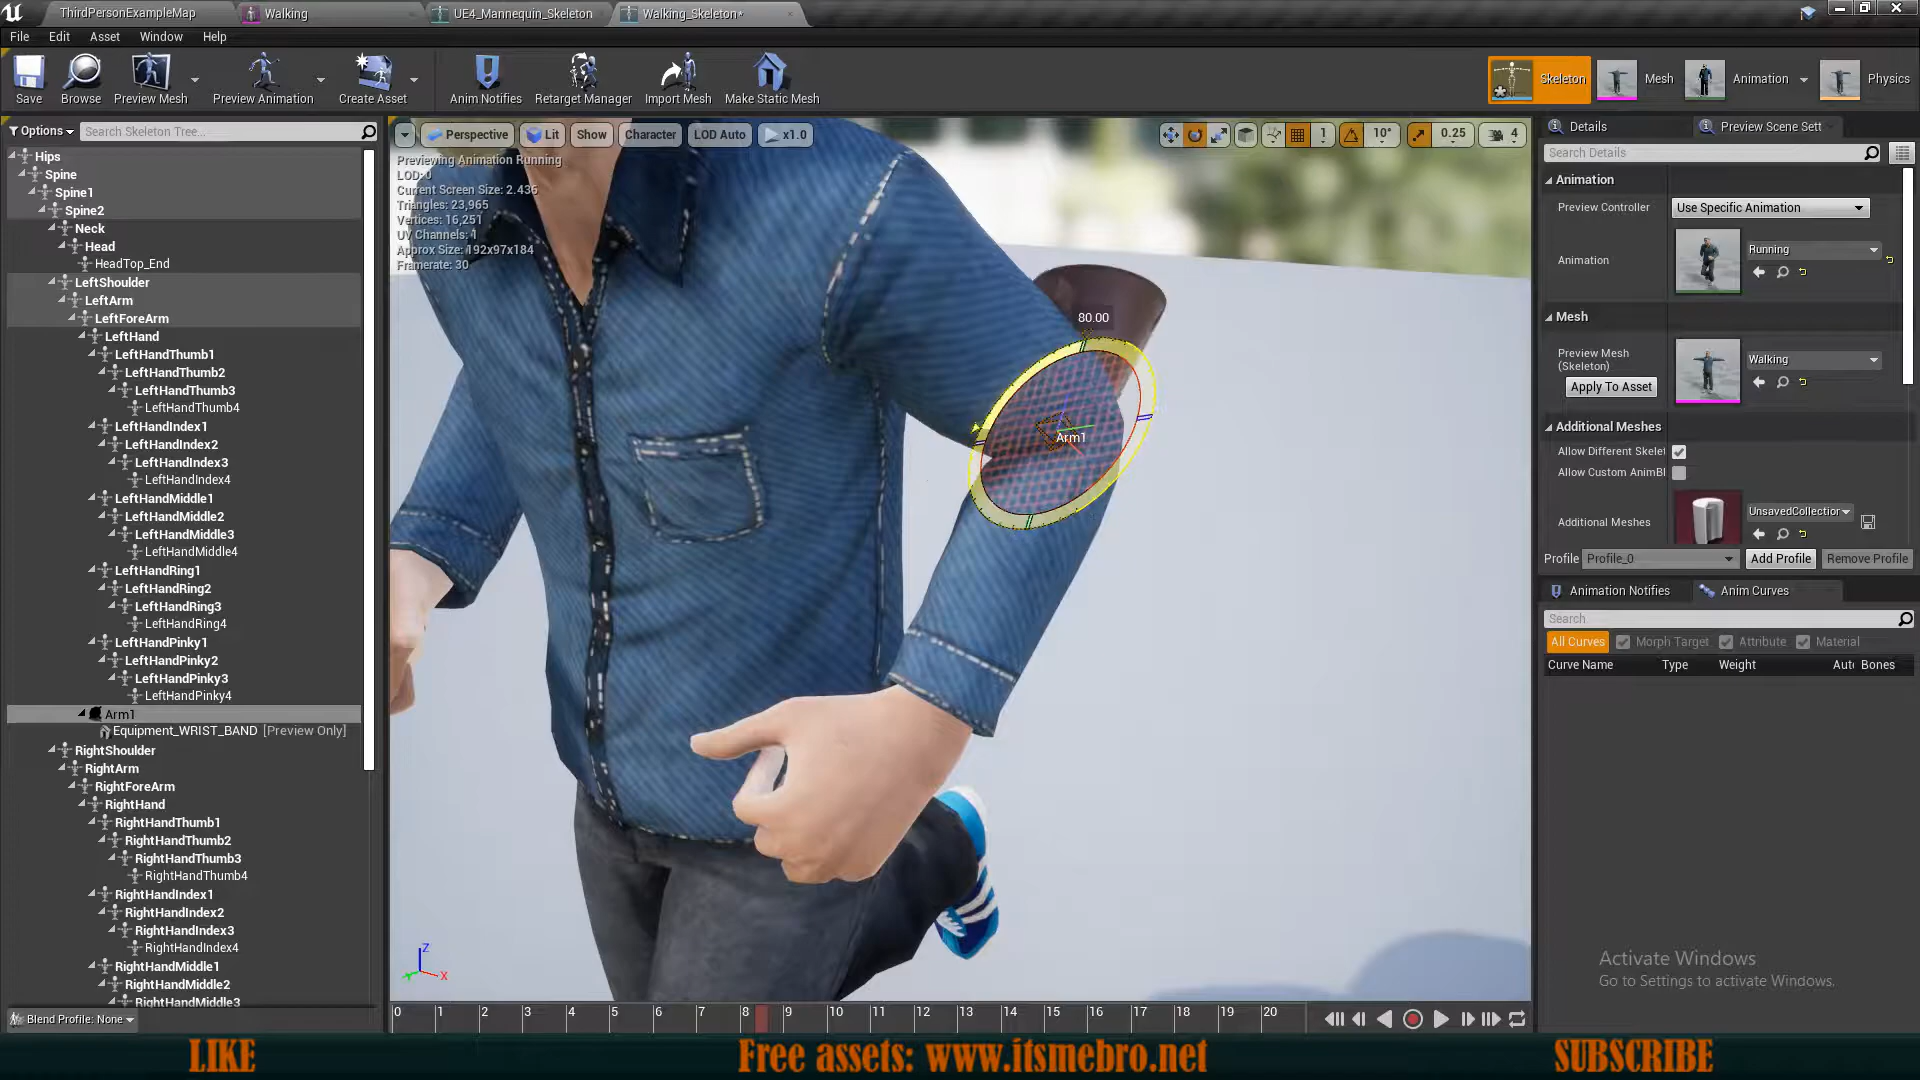 ThirdPersonExampleMap
Walking
UE4_Mannequin_Skeleton
Walking_Skeleton*
File Edit Asset Window Help
Save
Browse
Preview Mesh
Preview Animation
Create Asset
Anim Notifies
Retarget Manager
Import Mesh
Make Static Mesh
Skeleton
Mesh
Animation
Physics
Options
Search Skeleton Tree...
Hips
Spine
Spine1
Spine2
Neck
Head
HeadTop_End
LeftShoulder
LeftArm
LeftForeArm
LeftHand
LeftHandThumb1
LeftHandThumb2
LeftHandThumb3
LeftHandThumb4
LeftHandIndex1
LeftHandIndex2
LeftHandIndex3
LeftHandIndex4
LeftHandMiddle1
LeftHandMiddle2
LeftHandMiddle3
LeftHandMiddle4
LeftHandRing1
LeftHandRing2
LeftHandRing3
LeftHandRing4
LeftHandPinky1
LeftHandPinky2
LeftHandPinky3
LeftHandPinky4
Arm1
Equipment_WRIST_BAND [Preview Only]
RightShoulder
RightArm
RightForeArm
RightHand
RightHandThumb1
RightHandThumb2
RightHandThumb3
RightHandThumb4
RightHandIndex1
RightHandIndex2
RightHandIndex3
RightHandIndex4
RightHandMiddle1
RightHandMiddle2
RightHandMiddle3
Blend Profile: None
Perspective Lit Show Character LOD Auto x1.0
1 10° 0.25 4
Previewing Animation Running
LOD: 0
Current Screen Size: 2.436
Triangles: 23,965
Vertices: 16,251
UV Channels: 1
Approx Size: 192x97x184
Framerate: 30
80.00
Arm1
Z
X
0 1 2 3 4 5 6 7 8 9 10 11 12 13 14 15 16 17 18 19 20
Details
Preview Scene Sett
Search Details
Animation
Preview Controller
Use Specific Animation
Animation
Running
Mesh
Preview Mesh
(Skeleton)
Apply To Asset
Walking
Additional Meshes
Allow Different Skelet
Allow Custom AnimBl
Additional Meshes
UnsavedCollection
Profile
Profile_0
Add Profile
Remove Profile
Animation Notifies
Anim Curves
Search
All Curves Morph Target Attribute Material
Curve Name Type Weight Aut Bones
Activate Windows
Go to Settings to activate Windows.
LIKE
Free assets: www.itsmebro.net
SUBSCRIBE